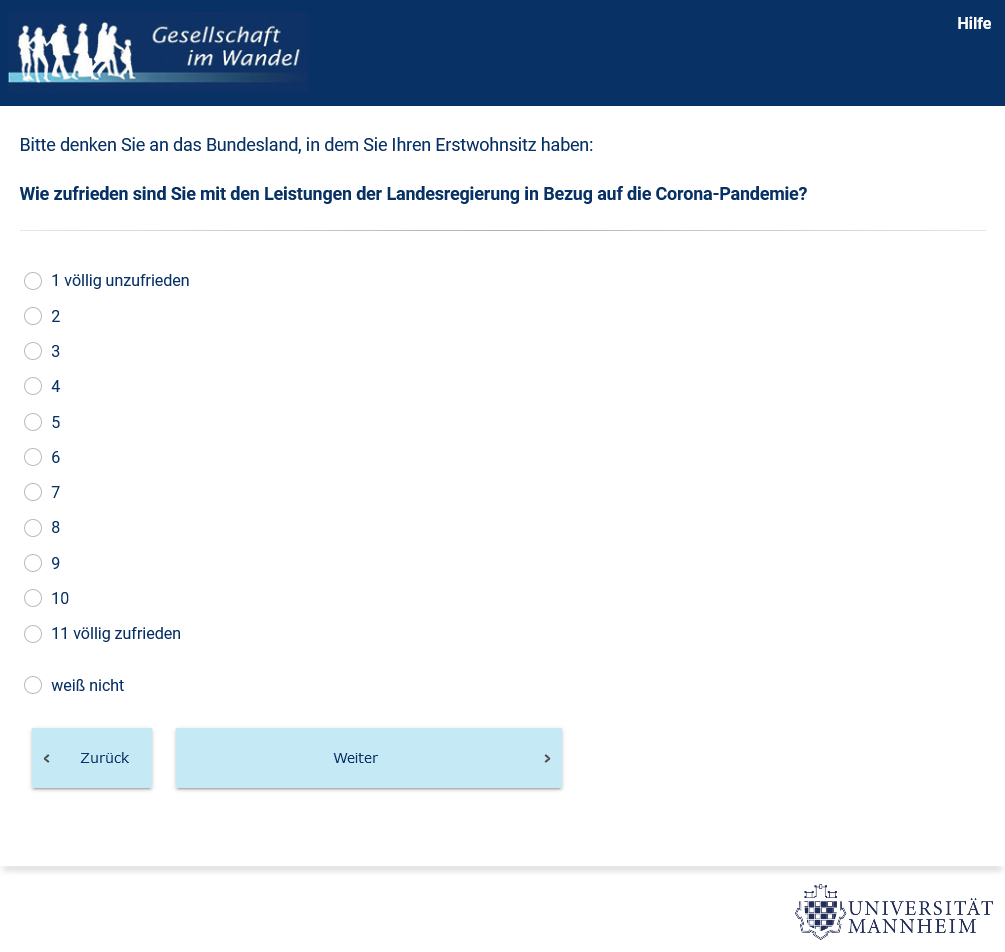 Gesellschaft
im Wandel
Hilfe
Bitte denken Sie an das Bundesland, in dem Sie Ihren Erstwohnsitz haben:
Wie zufrieden sind Sie mit den Leistungen der Landesregierung in Bezug auf die Corona-Pandemie?
1 völlig unzufrieden
2
3
4
5
6
7
8
9
10
11 völlig zufrieden
weiß nicht
Zurück
Weiter
UNIVERSITÄT
MANNHEIM